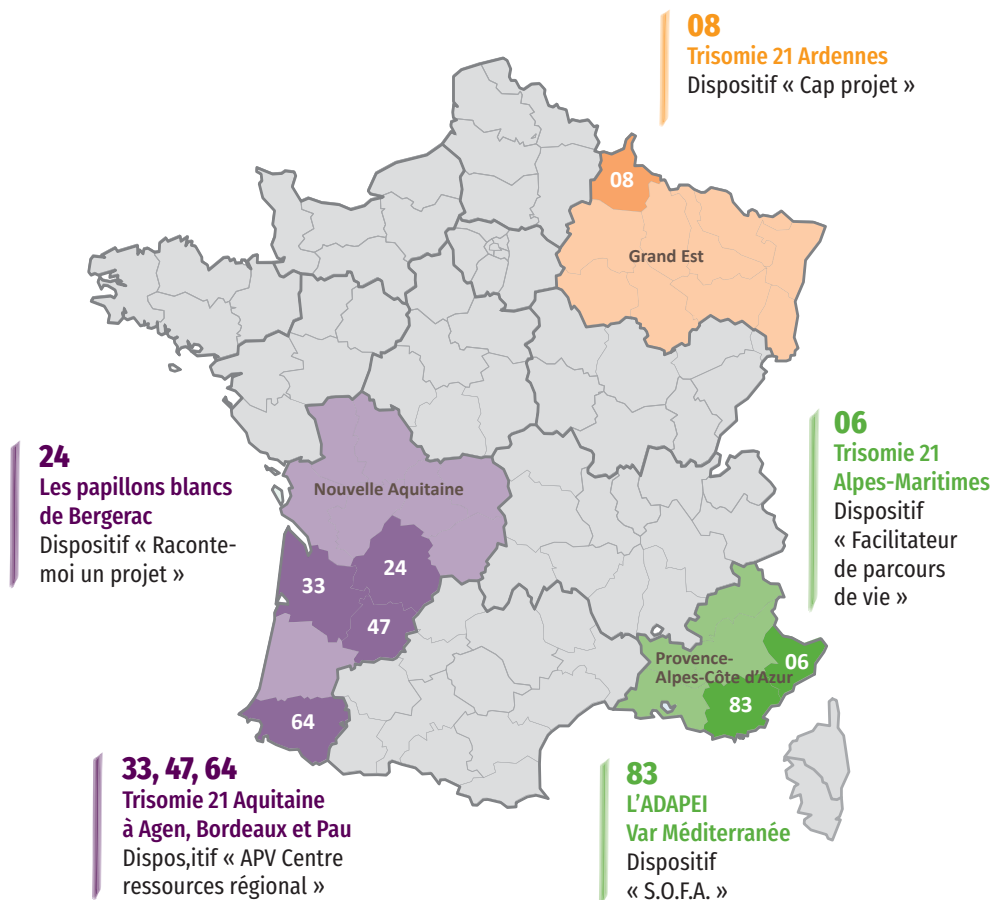 08
Trisomie 21 Ardennes
Dispositif « Cap projet »
08
Grand Est
06
Trisomie 21
Alpes-Maritimes
Dispositif
« Facilitateur
de parcours
de vie »
24
Les papillons blancs
de Bergerac
Dispositif « Raconte-
moi un projet »
Nouvelle Aquitaine
24
33
47
64
Provence-
Alpes-Côte d'Azur
06
83
33, 47, 64
Trisomie 21 Aquitaine
à Agen, Bordeaux et Pau
Dispos,itif « APV Centre
ressources régional »
83
L'ADAPEI
Var Méditerranée
Dispositif
« S.O.F.A. »